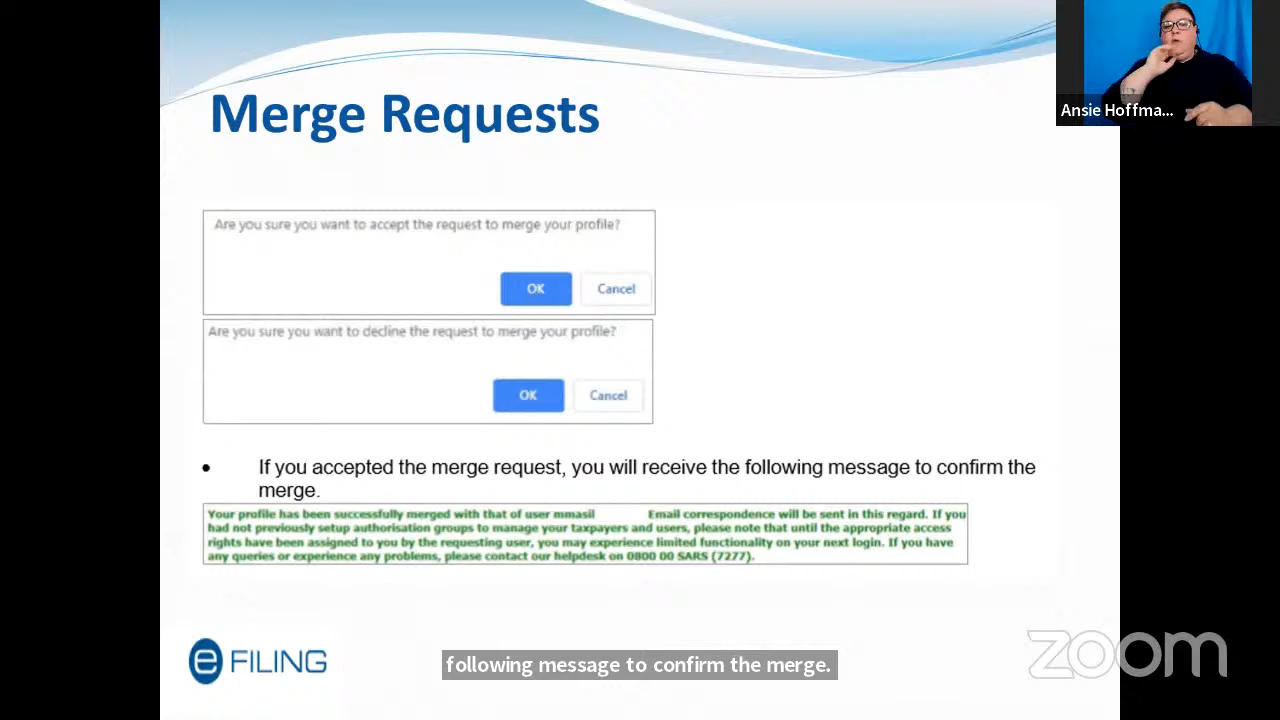 Merge Requests
Ansie Hoffma...
Are you sure you want to accept the request to merge your profile?
OK Cancel
Are you sure you want to decline the request to merge your profile?
OK Cancel
• If you accepted the merge request, you will receive the following message to confirm the
merge.
Your profile has been successfully merged with that of user mmasil Email correspondence will be sent in this regard. If you
had not previously setup authorisation groups to manage your taxpayers and users, please note that until the appropriate access
rights have been assigned to you by the requesting user, you may experience limited functionality on your next login. If you have
any queries or experience any problems, please contact our helpdesk on 0800 00 SARS (7277).
e FILING
following message to confirm the merge.
zoom